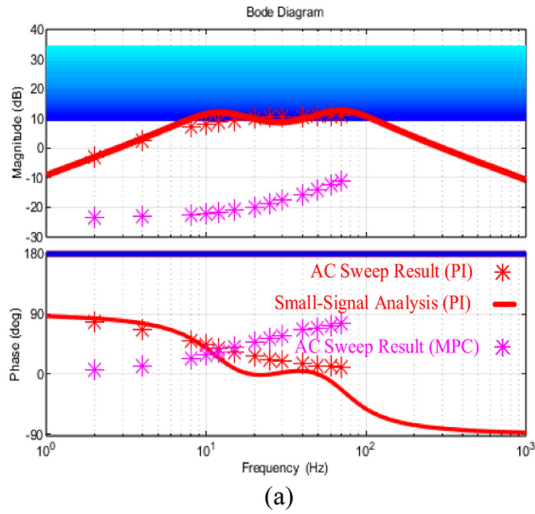 Bode Diagram
40
30
20
10
0
-10
-20
-30
Magnitude (dB)
180
90
0
-90
Phase (deg)
AC Sweep Result (PI)
Small-Signal Analysis (PI)
AC Sweep Result (MPC)
10^0
10^1
10^2
10^3
Frequency (Hz)
(a)